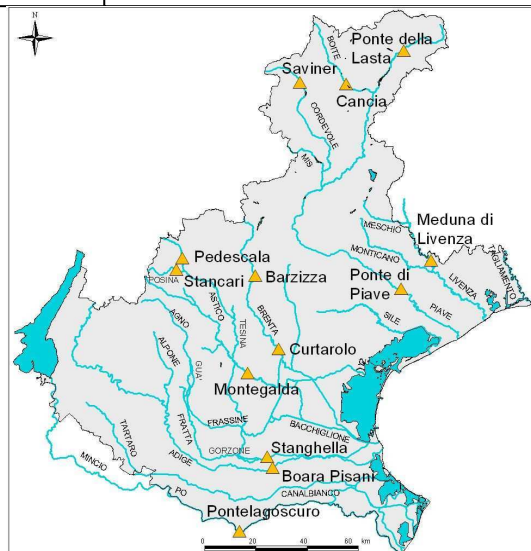 N
Ponte della
Lasta
BOITE
Saviner
Cancia
CORDEVOLE
MIS
Meduna di
Livenza
MESCHIO
MONTICANO
TAGLIAMENTO
LIVENZA
Pedescala
POSINA
Stancari
Barzizza
Ponte di
Piave
PIAVE
ASTICO
AGNO
TESINA
BRENTA
SILE
ALPONE
GUA'
Curtarolo
Montegalda
FRATTA
FRASSINE
BACCHIGLIONE
TARTARO
GORZONE
Stanghella
ADIGE
Boara Pisani
MINCIO
PO
CANALBIANCO
Pontelagoscuro
0 20 40 60 km